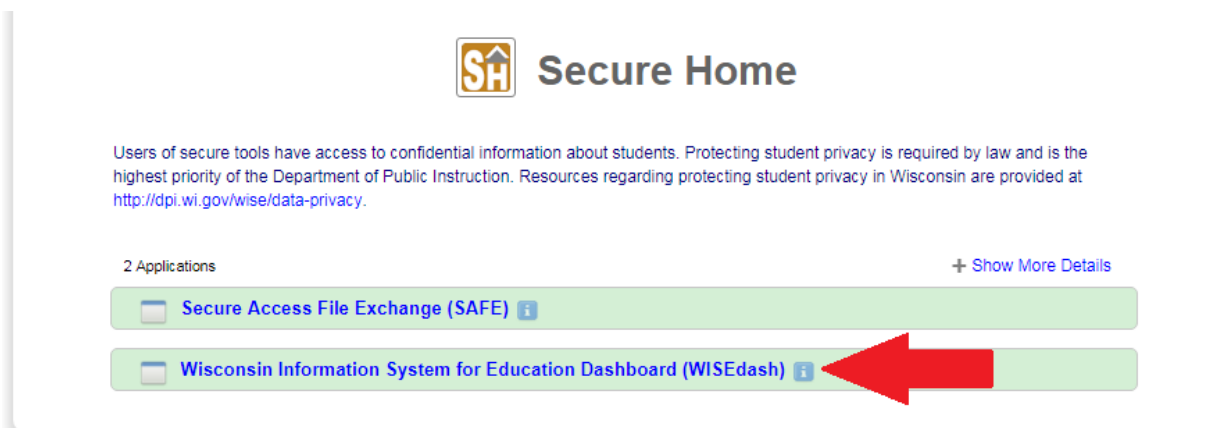 SH Secure Home
Users of secure tools have access to confidential information about students. Protecting student privacy is required by law and is the
highest priority of the Department of Public Instruction. Resources regarding protecting student privacy in Wisconsin are provided at
http://dpi.wi.gov/wise/data-privacy.
2 Applications + Show More Details
Secure Access File Exchange (SAFE) i
Wisconsin Information System for Education Dashboard (WISEdash) i